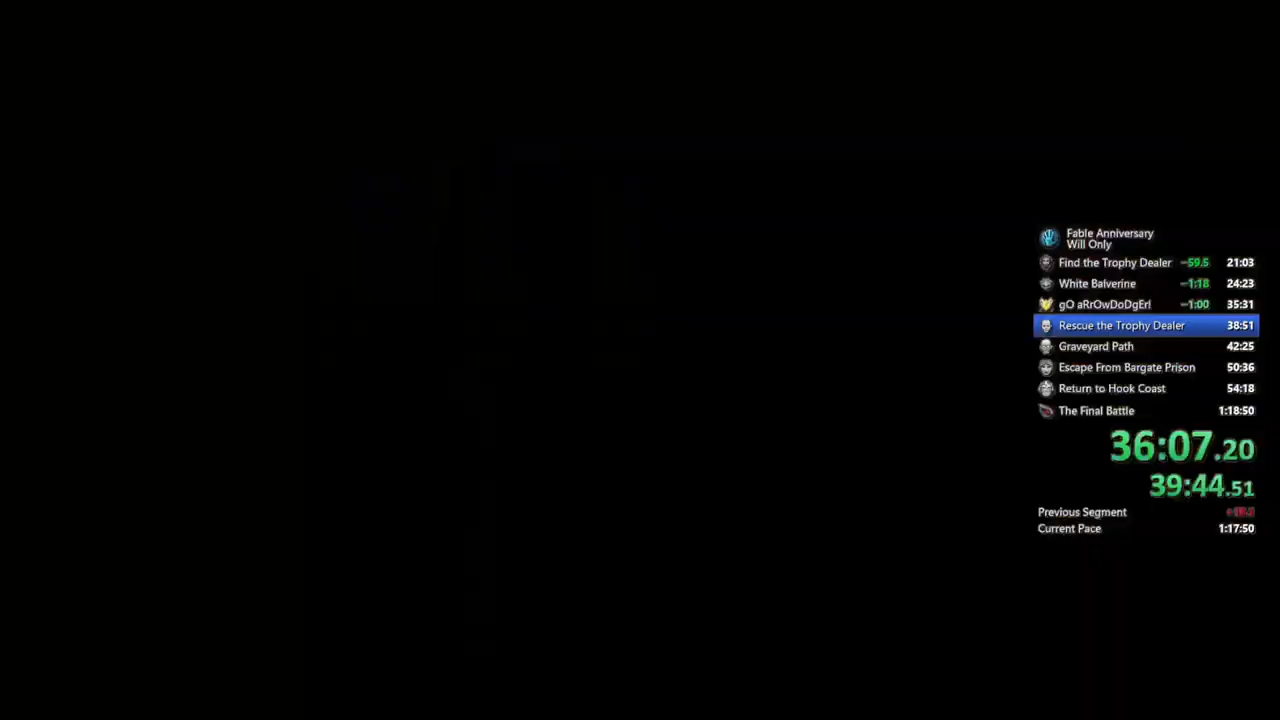 Fable Anniversary
Will Only
Find the Trophy Dealer -59.5 21:03
White Balverine -1:18 24:23
gO aRrOwDoDgEr! -1:00 35:31
Rescue the Trophy Dealer 38:51
Graveyard Path 42:25
Escape From Bargate Prison 50:36
Return to Hook Coast 54:18
The Final Battle 1:18:50
36:07.20
39:44.51
Previous Segment
Current Pace 1:17:50